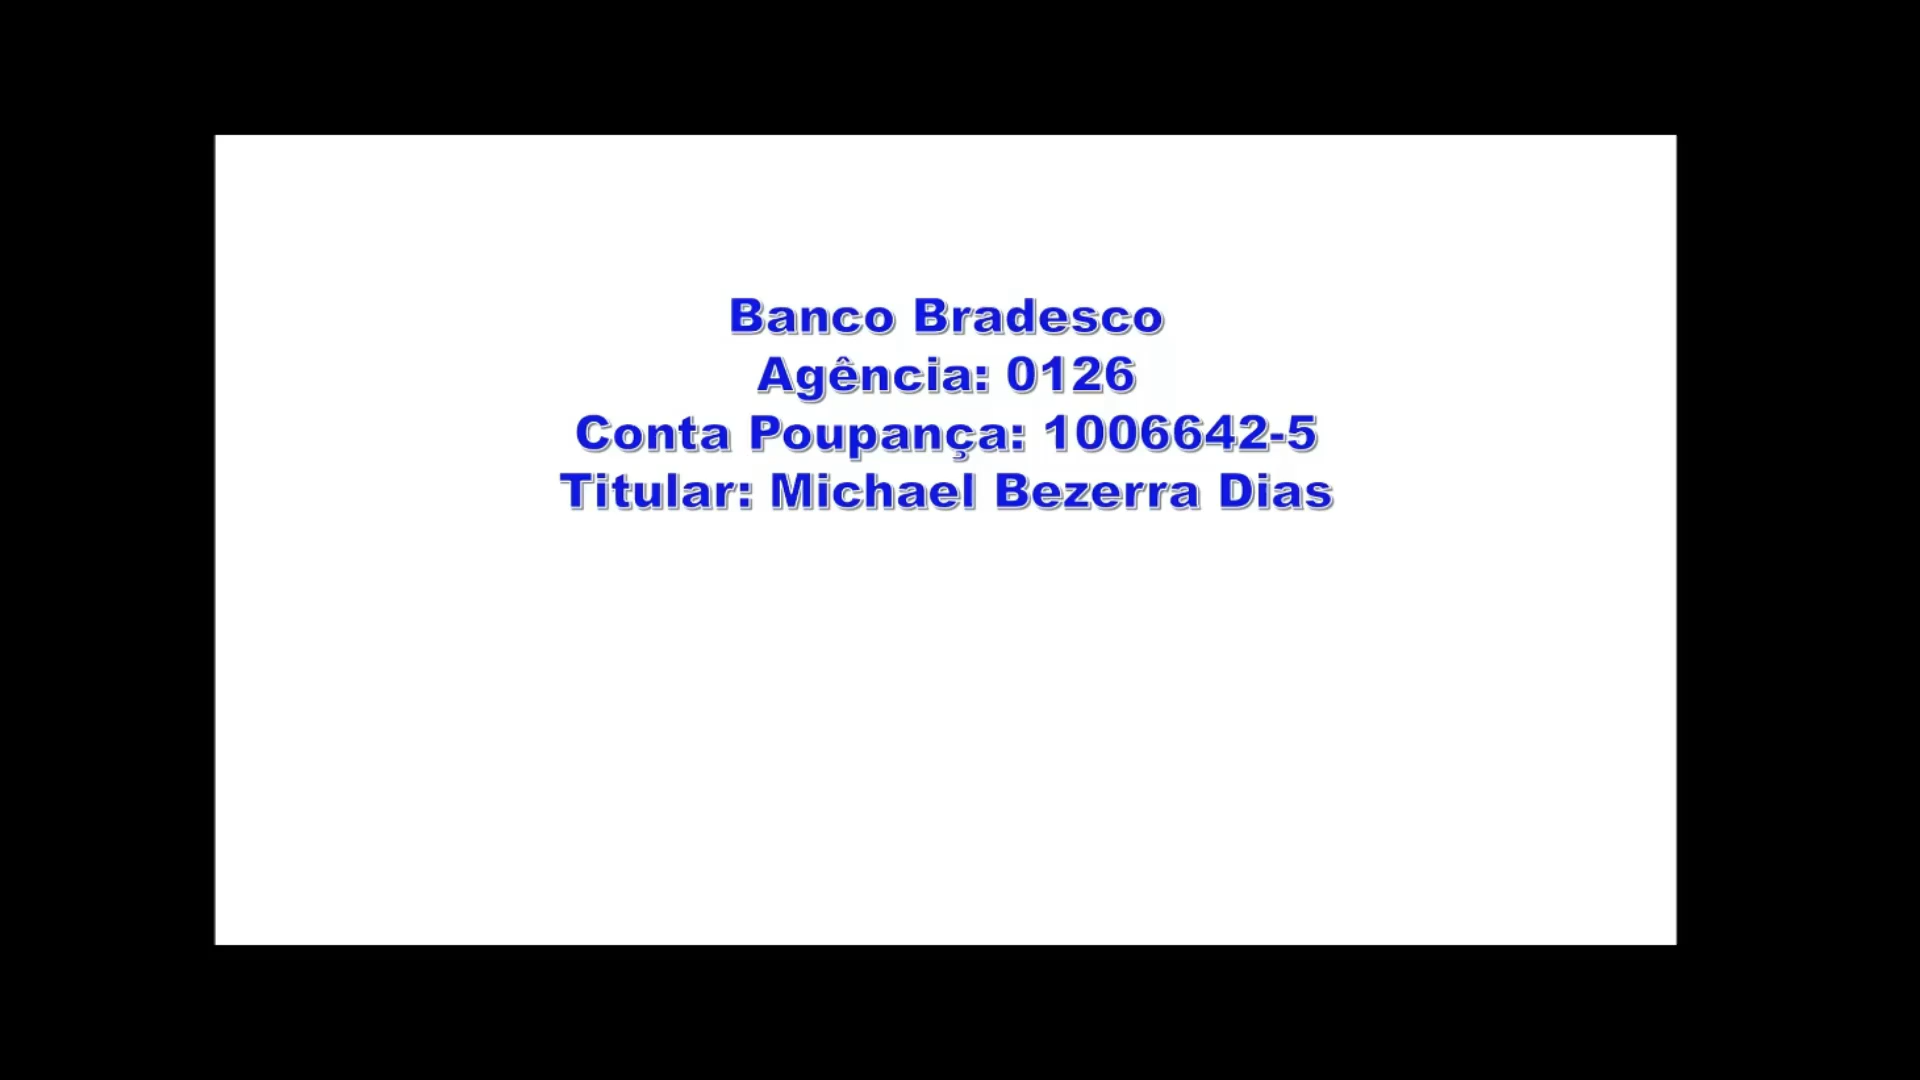 Banco Bradesco
Agência: 0126
Conta Poupança: 1006642-5
Titular: Michael Bezerra Dias